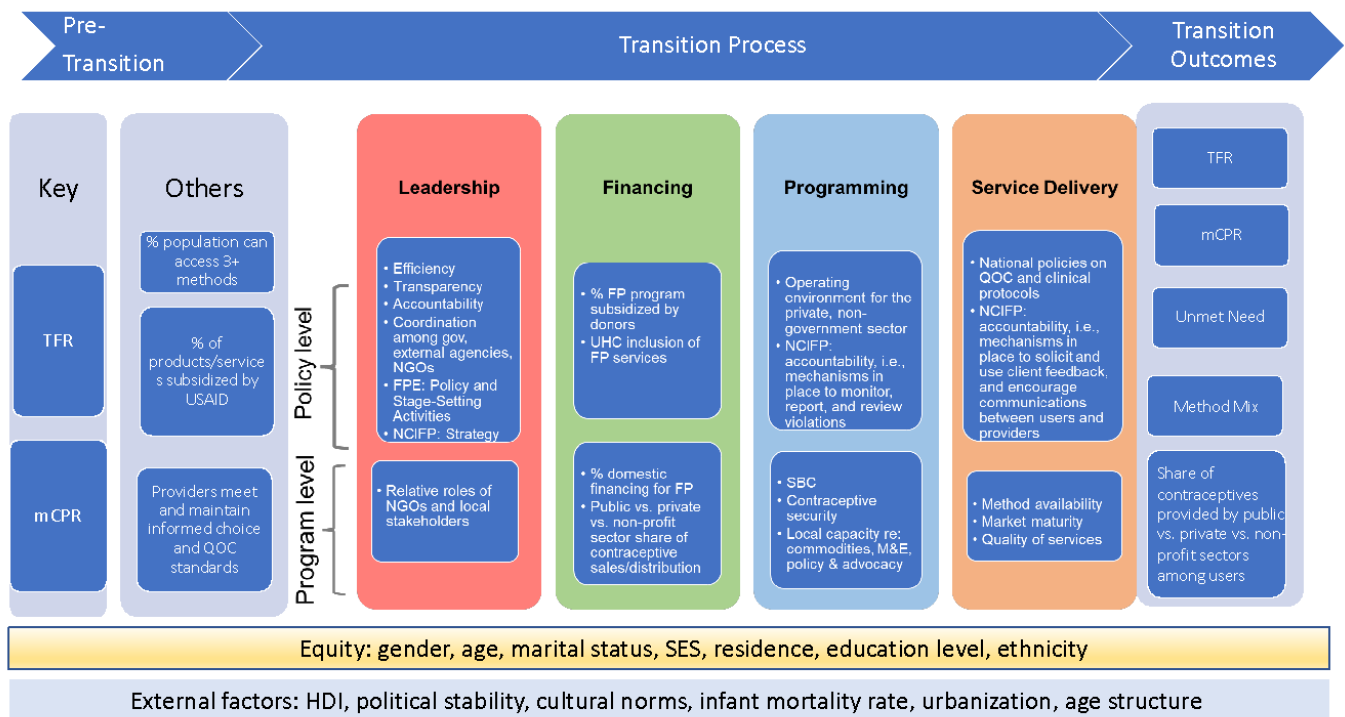 Pre-
Transition
Transition Process
Transition
Outcomes
Key
TFR
mCPR
Others
% population can
access 3+
methods
% of
products/service
s subsidized by
USAID
Providers meet
and maintain
informed choice
and QOC
standards
Policy level
Program level
Leadership
• Efficiency
• Transparency
• Accountability
• Coordination
among gov,
external agencies,
NGOs
• FPE: Policy and
Stage-Setting
Activities
• NCIFP: Strategy
• Relative roles of
NGOs and local
stakeholders
Financing
• % FP program
subsidized by
donors
• UHC inclusion of
FP services
• % domestic
financing for FP
• Public vs. private
vs. non-profit
sector share of
contraceptive
sales/distribution
Programming
• Operating
environment for the
private, non-
government sector
• NCIFP:
accountability, i.e.,
mechanisms in
place to monitor,
report, and review
violations
• SBC
• Contraceptive
security
• Local capacity re:
commodities, M&E,
policy & advocacy
Service Delivery
• National policies on
QOC and clinical
protocols
• NCIFP:
accountability, i.e.,
mechanisms in
place to solicit and
use client feedback,
and encourage
communications
between users and
providers
• Method availability
• Market maturity
• Quality of services
TFR
mCPR
Unmet Need
Method Mix
Share of
contraceptives
provided by public
vs. private vs. non-
profit sectors
among users
Equity: gender, age, marital status, SES, residence, education level, ethnicity
External factors: HDI, political stability, cultural norms, infant mortality rate, urbanization, age structure